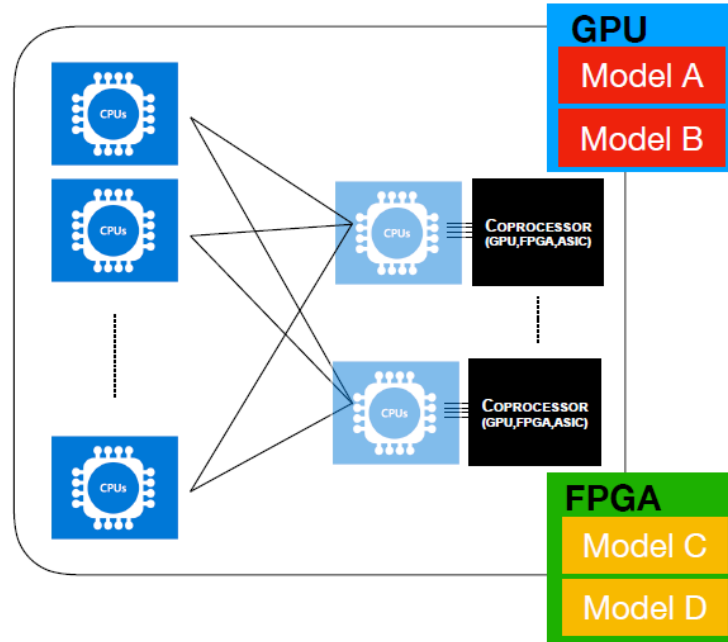 GPU
Model A
Model B
CPUs
CPUs
CPUs
COPROCESSOR
(GPU,FPGA,ASIC)
CPUs
COPROCESSOR
(GPU,FPGA,ASIC)
CPUs
FPGA
Model C
Model D